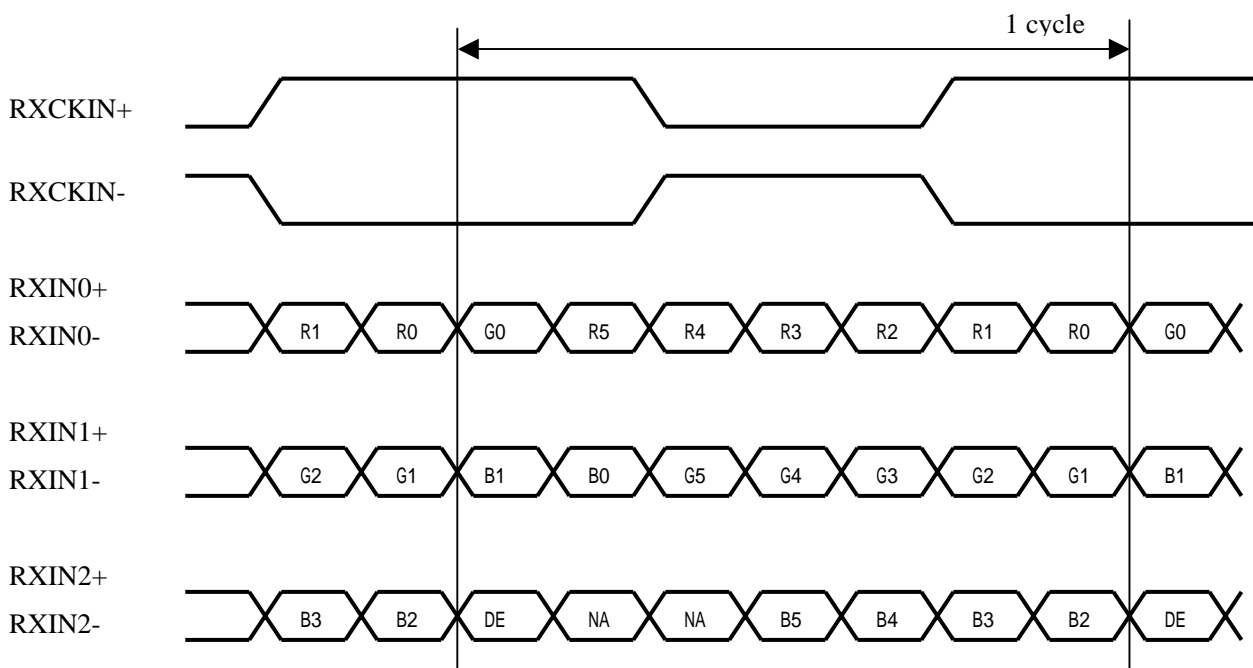 1 cycle
RXCKIN+
RXCKIN-
RXIN0+
RXIN0-
R1 R0 G0 R5 R4 R3 R2 R1 R0 G0
RXIN1+
RXIN1-
G2 G1 B1 B0 G5 G4 G3 G2 G1 B1
RXIN2+
RXIN2-
B3 B2 DE NA NA B5 B4 B3 B2 DE